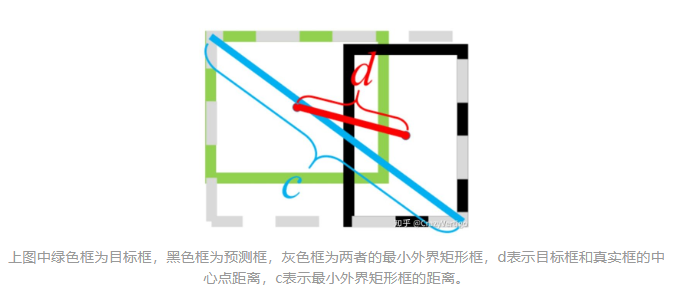 d
c
知乎 @CrazyVertigo
上图中绿色框为目标框，黑色框为预测框，灰色框为两者的最小外界矩形框，d表示目标框和真实框的中
心点距离，c表示最小外界矩形框的距离。